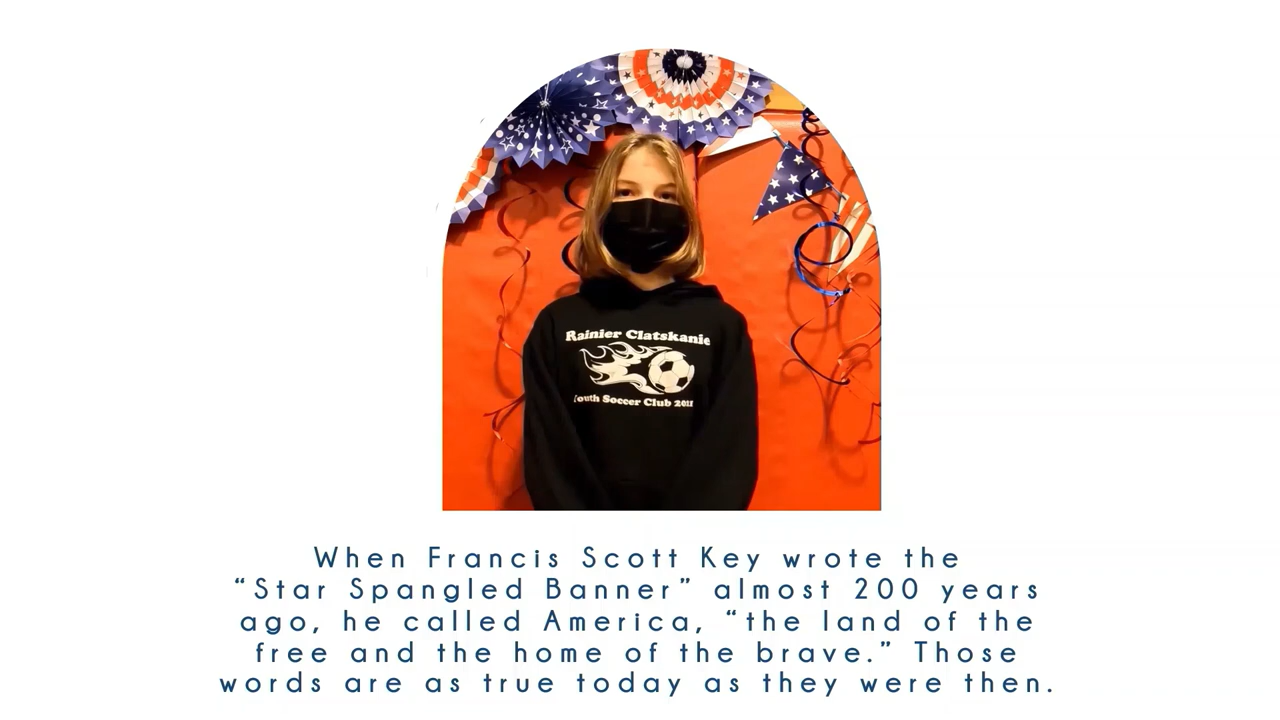 Rainier Clatskanie
Youth Soccer Club 2018
When Francis Scott Key wrote the
“Star Spangled Banner” almost 200 years
ago, he called America, “the land of the
free and the home of the brave.” Those
words are as true today as they were then.